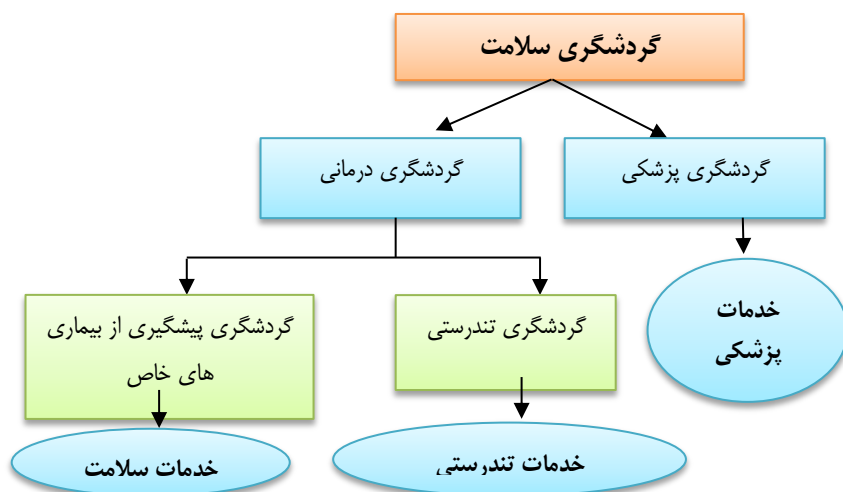 گردشگری سلامت
گردشگری پزشکی
گردشگری درمانی
خدمات
پزشکی
گردشگری تندرستی
گردشگری پیشگیری از بیماری
های خاص
خدمات تندرستی
خدمات سلامت